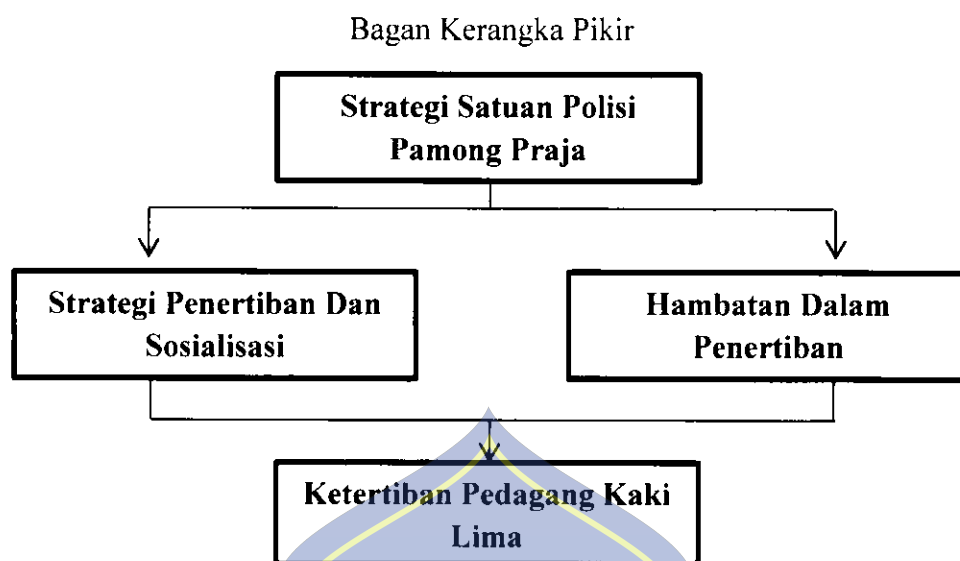 Bagan Kerangka Pikir
Strategi Satuan Polisi
Pamong Praja
Strategi Penertiban Dan
Sosialisasi
Hambatan Dalam
Penertiban
Ketertiban Pedagang Kaki
Lima